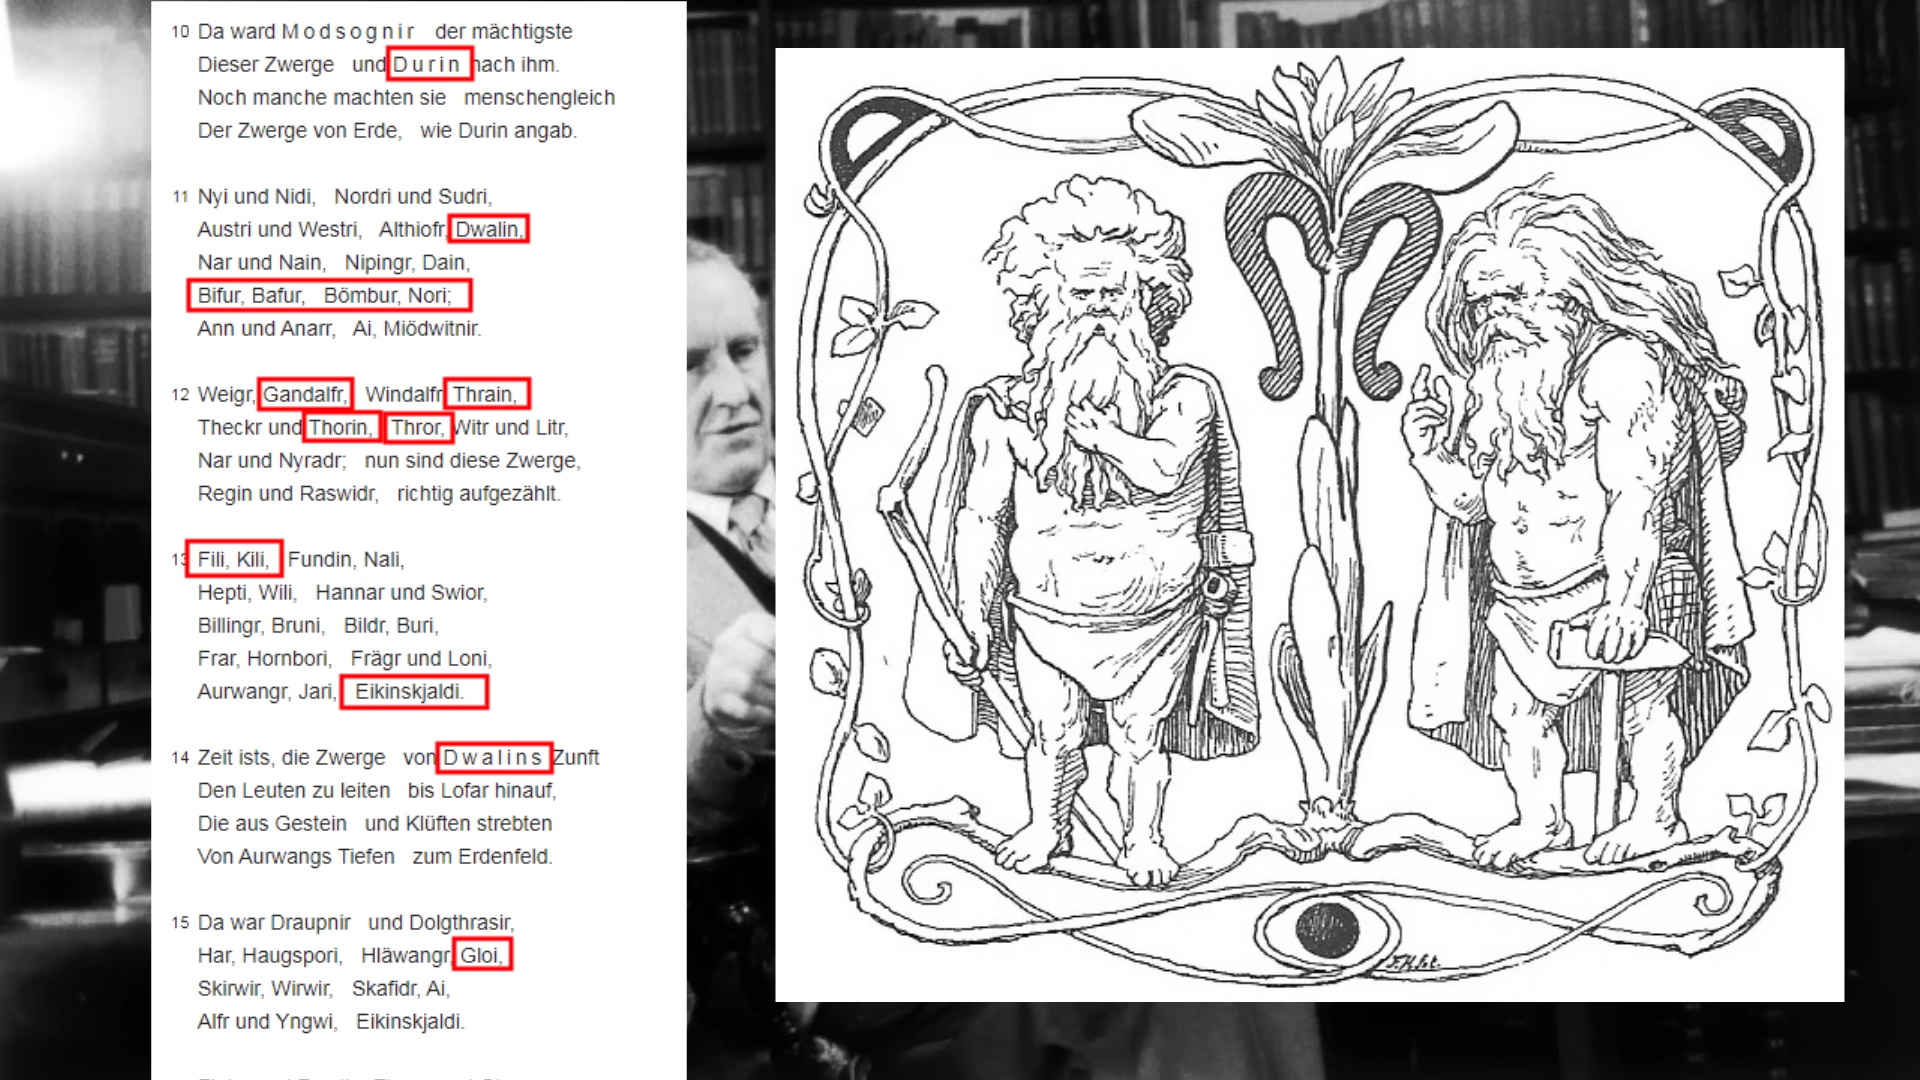 10 Da ward Modsognir der mächtigste
Dieser Zwerge und Durin nach ihm.
Noch manche machten sie menschengleich
Der Zwerge von Erde, wie Durin angab.
11 Nyi und Nidi, Nordri und Sudri,
Austri und Westri, Althiofr, Dwalin,
Nar und Nain, Nipingr, Dain,
Bifur, Bafur, Bömbur, Nori;
Ann und Anarr, Ai, Miödwitnir.
12 Weigr, Gandalfr, Windalfr, Thrain,
Theckr und Thorin, Thror, Witr und Litr,
Nar und Nyradr; nun sind diese Zwerge,
Regin und Raswidr, richtig aufgezählt.
13 Fili, Kili, Fundin, Nali,
Hepti, Wili, Hannar und Swior,
Billingr, Bruni, Bildr, Buri,
Frar, Hornbori, Frägr und Loni,
Aurwangr, Jari, Eikinskjaldi.
14 Zeit ists, die Zwerge von Dwalins Zunft
Den Leuten zu leiten bis Lofar hinauf,
Die aus Gestein und Klüften strebten
Von Aurwangs Tiefen zum Erdenfeld.
15 Da war Draupnir und Dolgthrasir,
Har, Haugspori, Hläwangr, Gloi,
Skirwir, Wirwir, Skafidr, Ai,
Alfr und Yngwi, Eikinskjaldi.